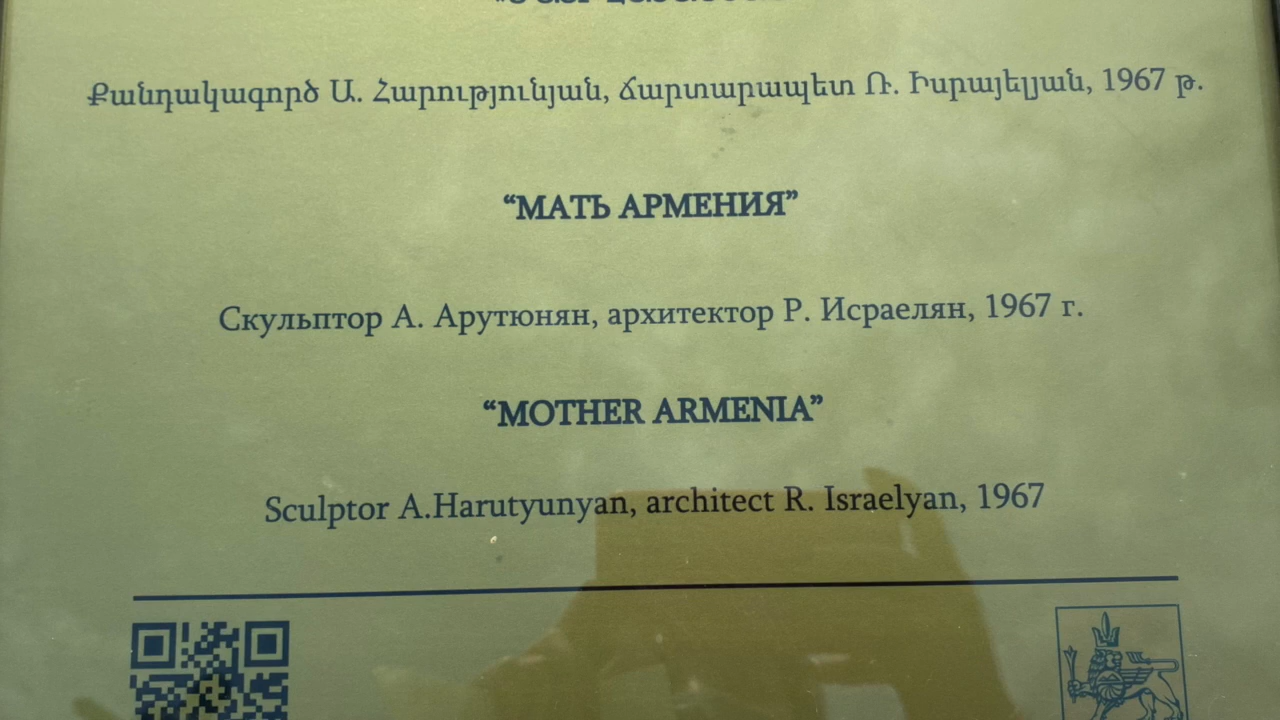 Քանդակագործ Ա. Հարությունյան, ճարտարապետ Ռ. Իսրայելյան, 1967 թ.
“МАТЬ АРМЕНИЯ”
Скульптор А. Арутюнян, архитектор Р. Исраелян, 1967 г.
“MOTHER ARMENIA”
Sculptor A.Harutyunyan, architect R. Israelyan, 1967